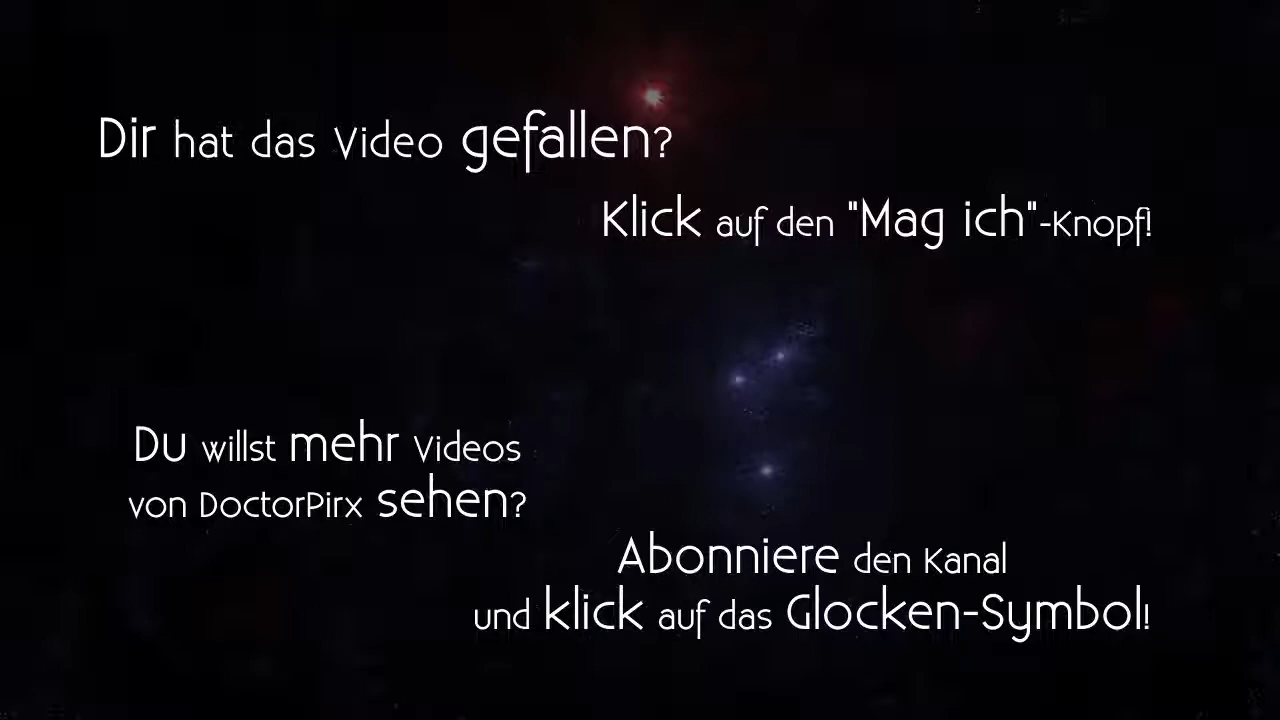 Dir hat das Video gefallen?
Klick auf den "Mag ich"-Knopf!
Du willst mehr Videos
von DoctorPirx sehen?
Abonniere den Kanal
und klick auf das Glocken-Symbol!